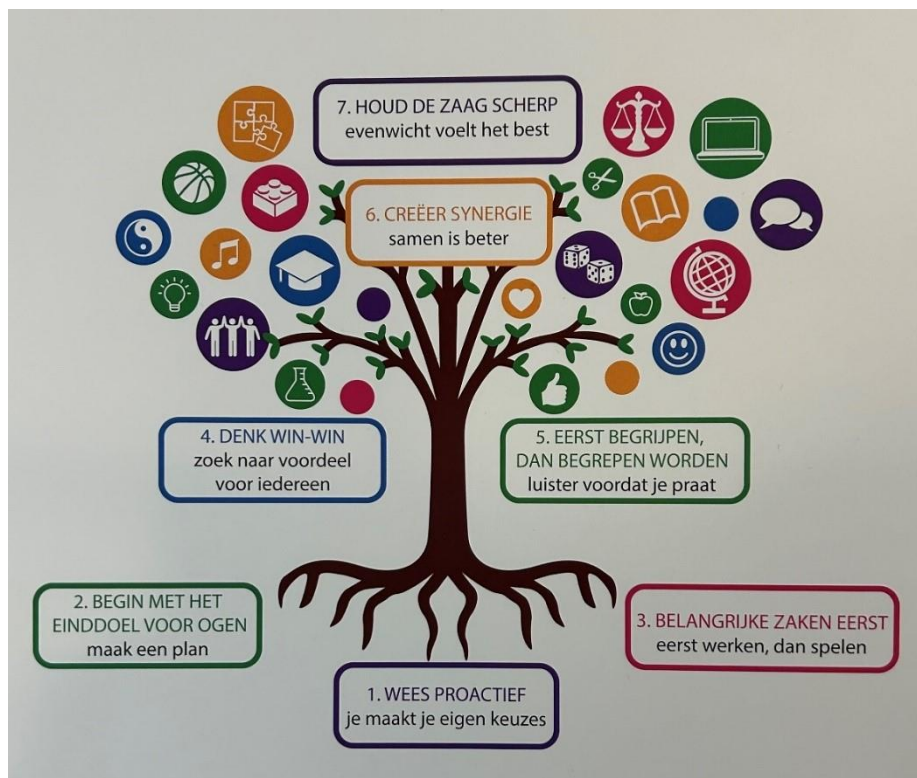 7. HOUD DE ZAAG SCHERP
evenwicht voelt het best
6. CREËER SYNERGIE
samen is beter
4. DENK WIN-WIN
zoek naar voordeel
voor iedereen
5. EERST BEGRIJPEN,
DAN BEGREPEN WORDEN
luister voordat je praat
2. BEGIN MET HET
EINDDOEL VOOR OGEN
maak een plan
3. BELANGRIJKE ZAKEN EERST
eerst werken, dan spelen
1. WEES PROACTIEF
je maakt je eigen keuzes